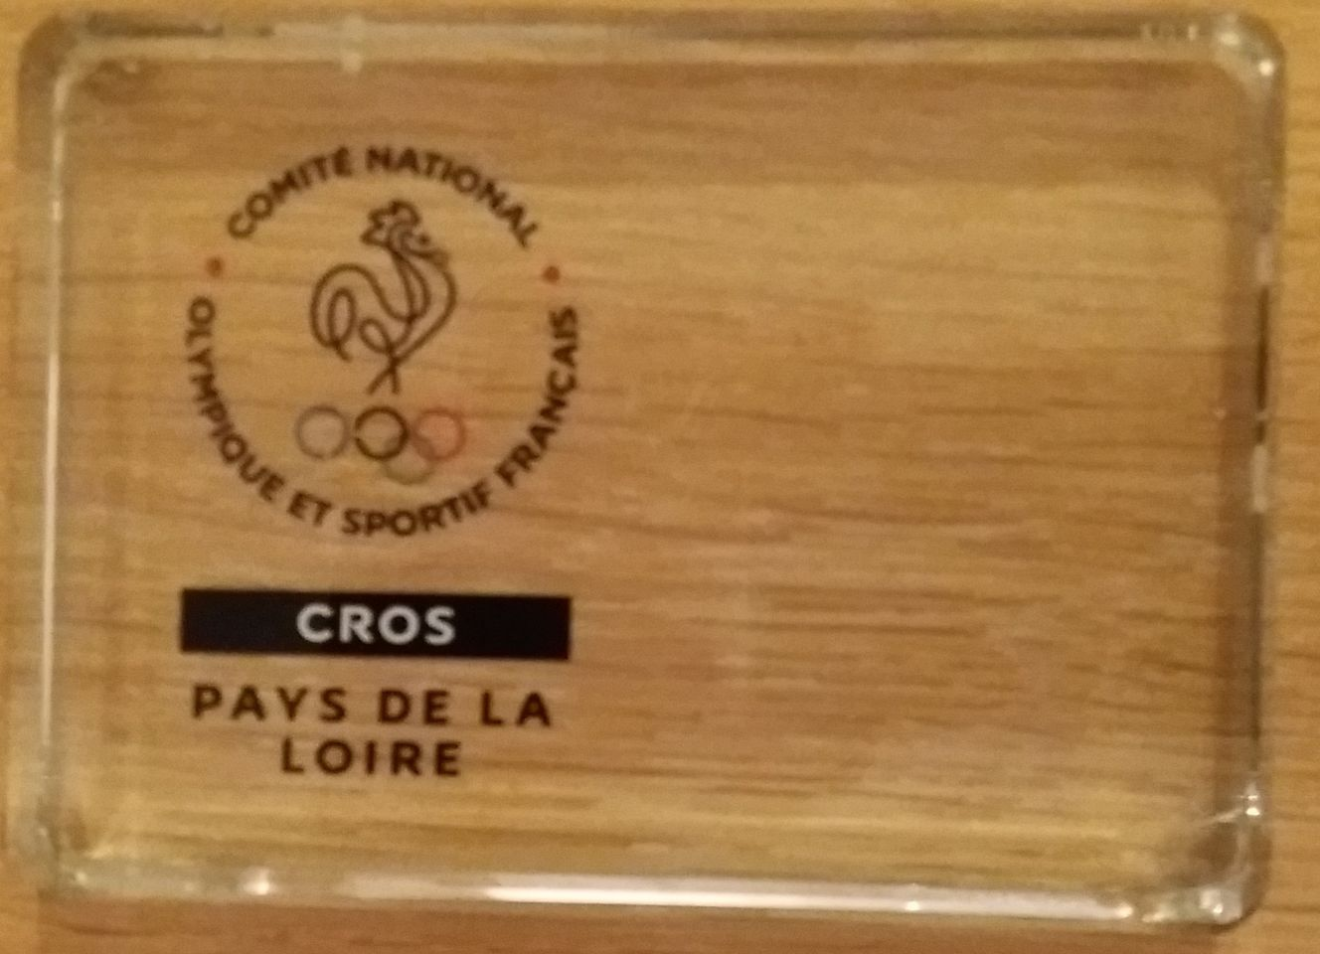 COMITÉ NATIONAL
OLYMPIQUE ET SPORTIF FRANÇAIS
CROS
PAYS DE LA
LOIRE